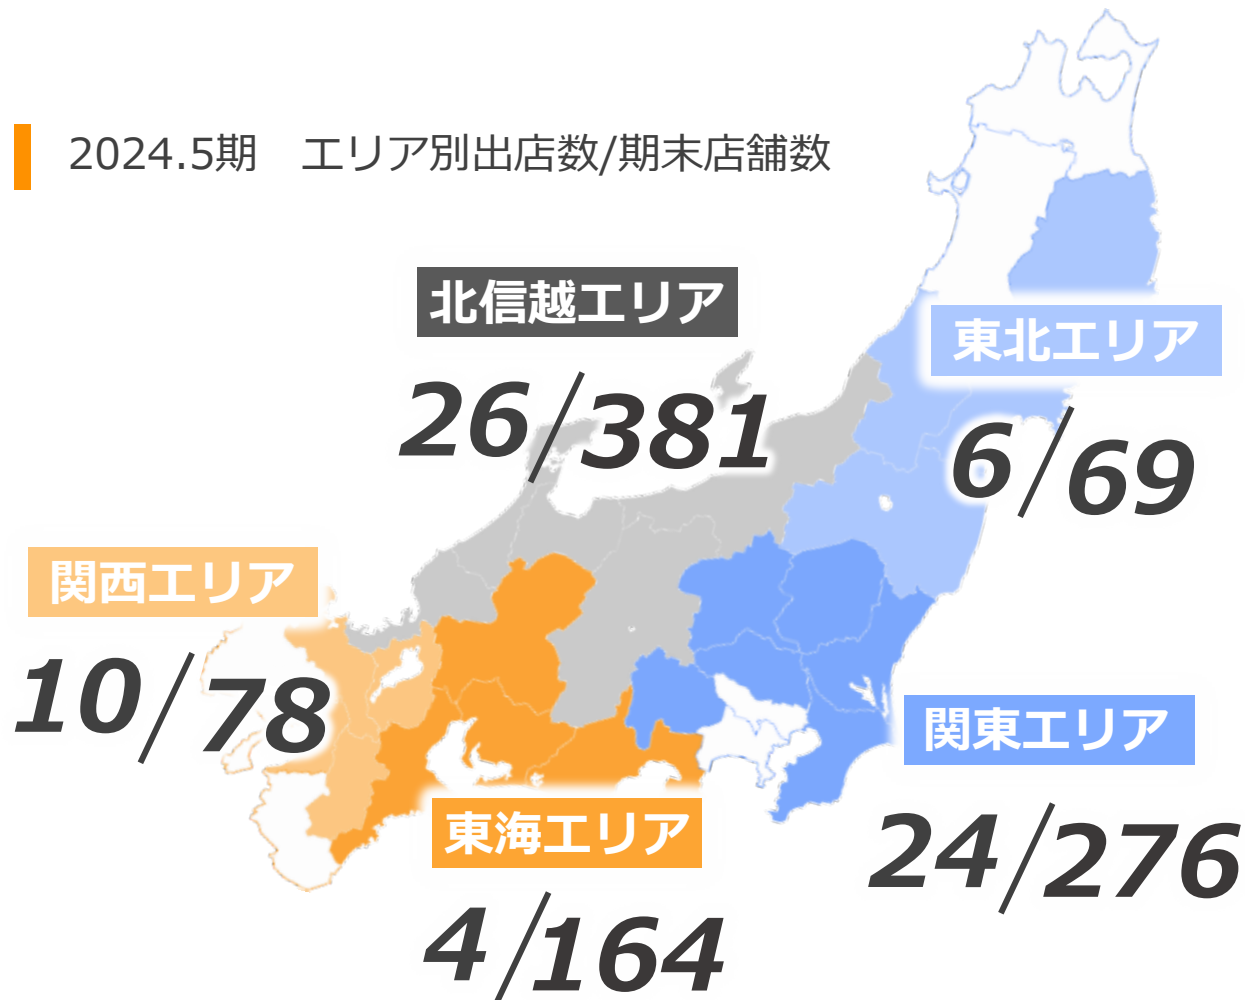 2024.5期　エリア別出店数/期末店舗数
北信越エリア
26/381
東北エリア
6/69
関西エリア
10/78
関東エリア
24/276
東海エリア
4/164